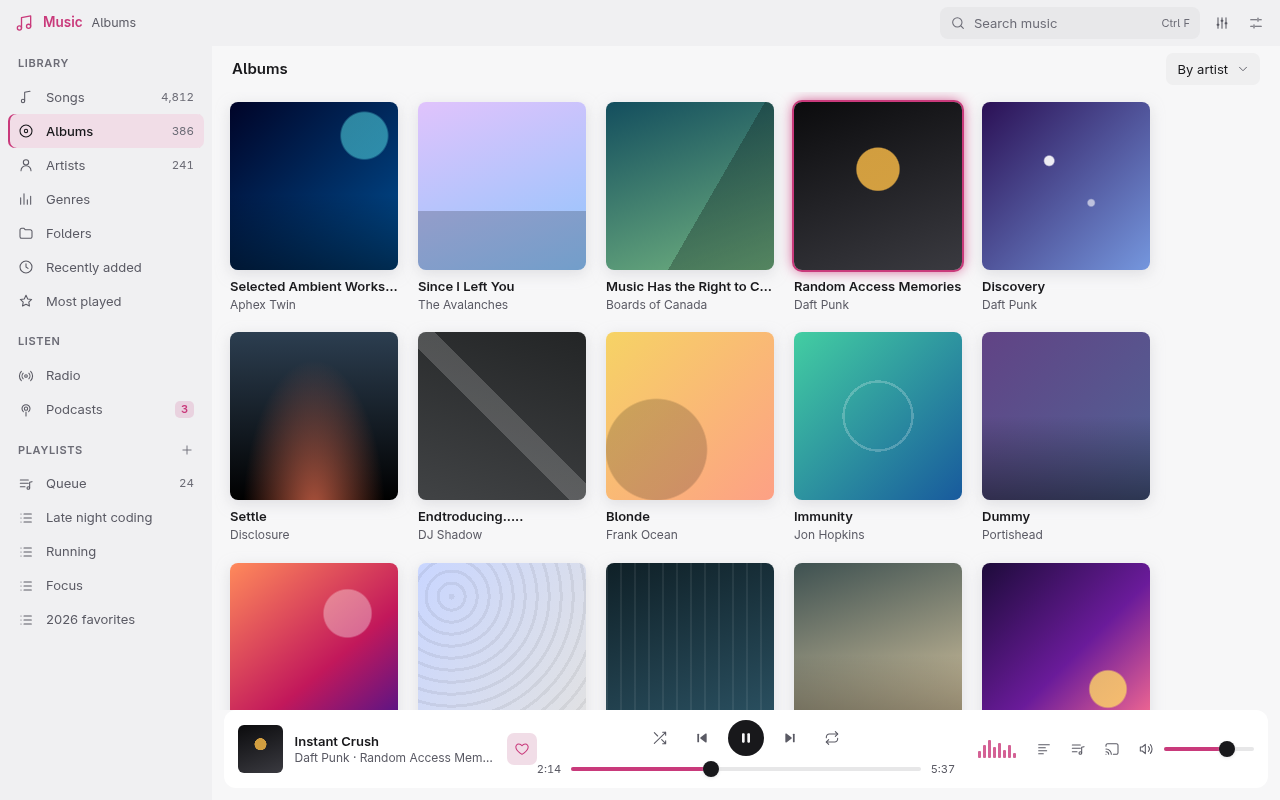 Music Albums
Search music Ctrl F
LIBRARY
Songs 4,812
Albums 386
Artists 241
Genres
Folders
Recently added
Most played
LISTEN
Radio
Podcasts 3
PLAYLISTS
Queue 24
Late night coding
Running
Focus
2026 favorites
Albums
By artist
Selected Ambient Works...
Aphex Twin
Since I Left You
The Avalanches
Music Has the Right to C...
Boards of Canada
Random Access Memories
Daft Punk
Discovery
Daft Punk
Settle
Disclosure
Endtroducing.....
DJ Shadow
Blonde
Frank Ocean
Immunity
Jon Hopkins
Dummy
Portishead
Instant Crush
Daft Punk · Random Access Mem...
2:14
5:37